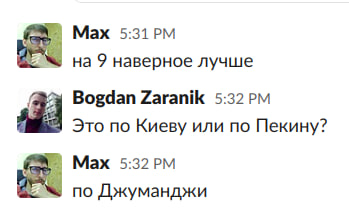 Max 5:31 PM
на 9 наверное лучше
Bogdan Zaranik 5:32 PM
Это по Киеву или по Пекину?
Max 5:32 PM
по Джуманджи